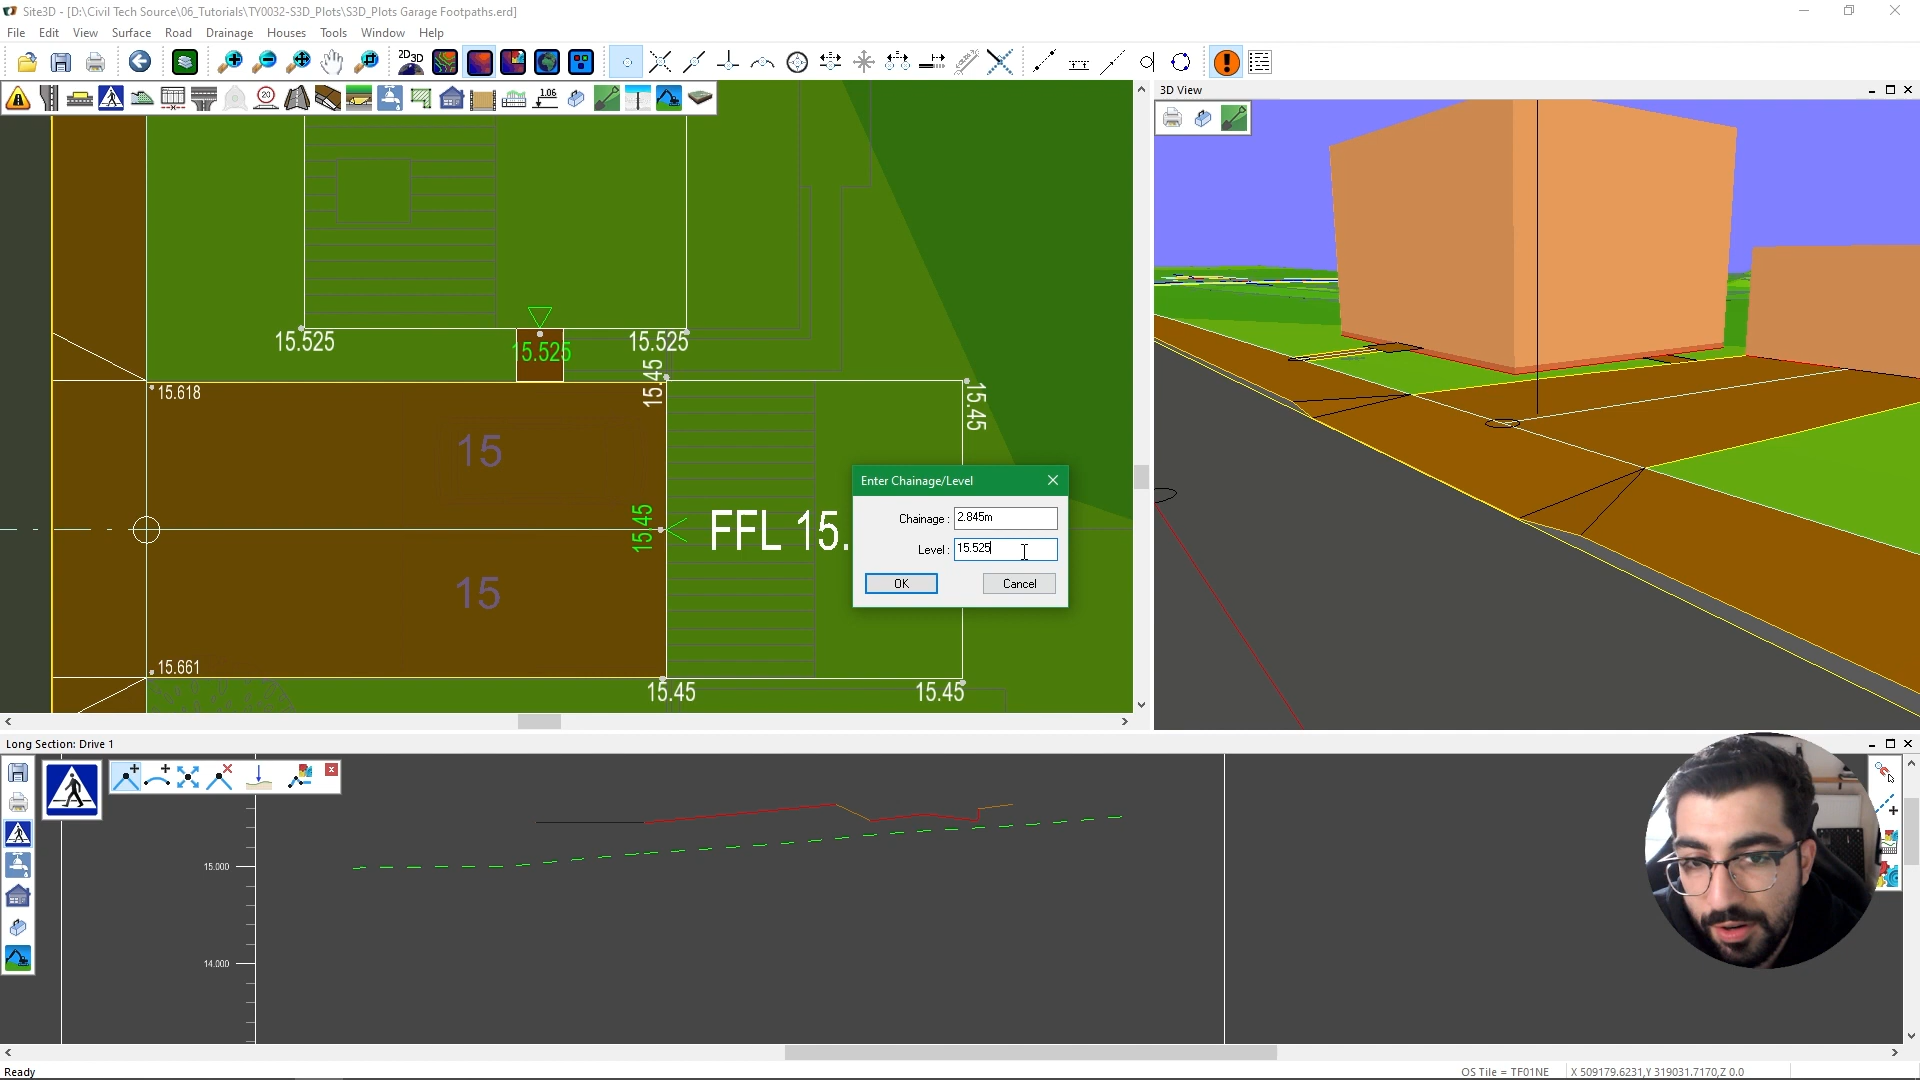 Site3D - [D:\Civil Tech Source\06_Tutorials\TY0032-S3D_Plots\S3D_Plots Garage Footpaths.erd]
File Edit View Surface Road Drainage Houses Tools Window Help
2D3D
20
1.06
3D View
15.525
15.525
15.525
15.45
15.618
15.45
15
15.45
FFL 15.
15
15.661
15.45
15.45
Enter Chainage/Level
Chainage : 2.845m
Level : 15.525
OK Cancel
Long Section: Drive 1
15.000
14.000
Ready
OS Tile = TF01NE
X 509179.6231,Y 319031.7170,Z 0.0